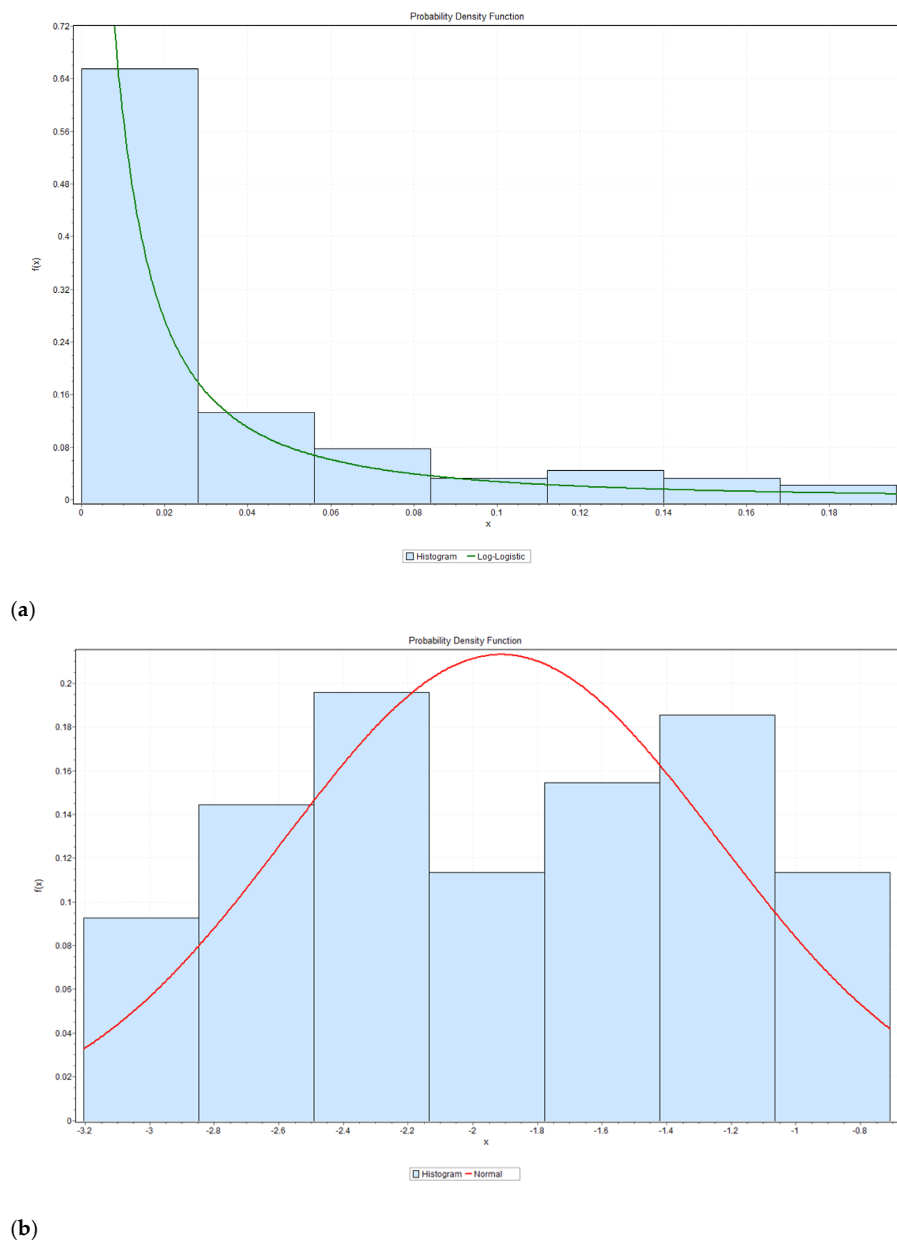 Probability Density Function
0.72
0.64
0.56
0.48
0.4
0.32
0.24
0.16
0.08
0
f(x)
0 0.02 0.04 0.06 0.08 0.1 0.12 0.14 0.16 0.18
x
Histogram Log-Logistic
(a)
Probability Density Function
0.2
0.18
0.16
0.14
0.12
0.1
0.08
0.06
0.04
0.02
0
f(x)
-3.2 -3 -2.8 -2.6 -2.4 -2.2 -2 -1.8 -1.6 -1.4 -1.2 -1 -0.8
x
Histogram Normal
(b)